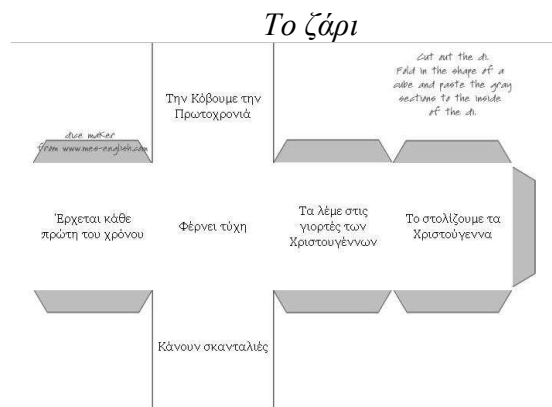 Το ζάρι
Cut out the di.
Fold in the shape of a
cube and paste the gray
sections to the inside
of the di.
Την Κόβουμε την
Πρωτοχρονιά
dice maker
from www.mes-english.com
Έρχεται κάθε
πρώτη του χρόνου
Φέρνει τύχη
Τα λέμε στις
γιορτές των
Χριστουγέννων
Το στολίζουμε τα
Χριστούγεννα
Κάνουν σκανταλιές